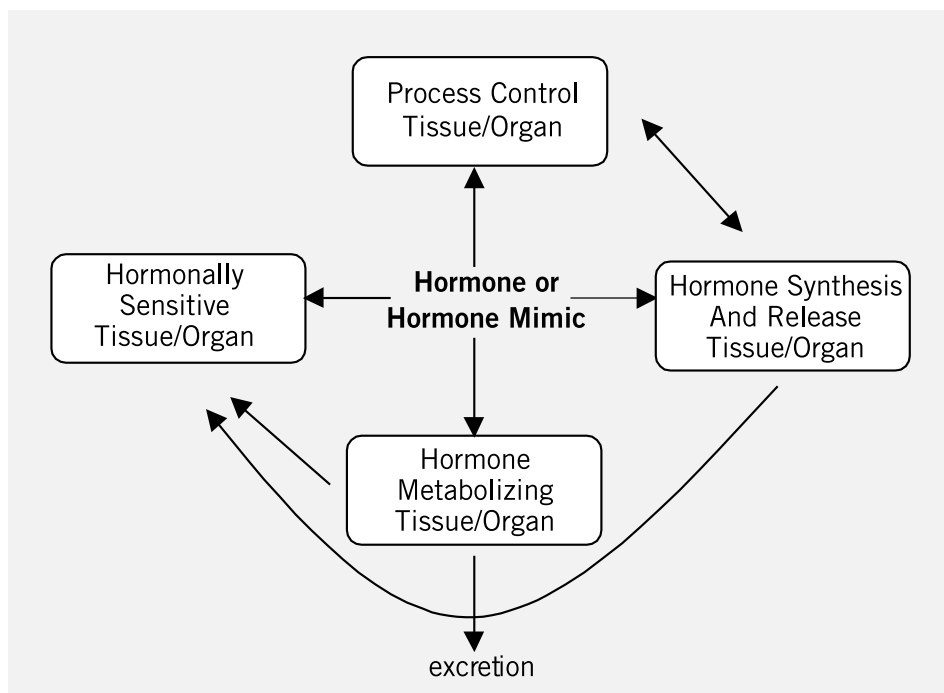 Process Control
Tissue/Organ
Hormonally
Sensitive
Tissue/Organ
Hormone or
Hormone Mimic
Hormone Synthesis
And Release
Tissue/Organ
Hormone
Metabolizing
Tissue/Organ
excretion